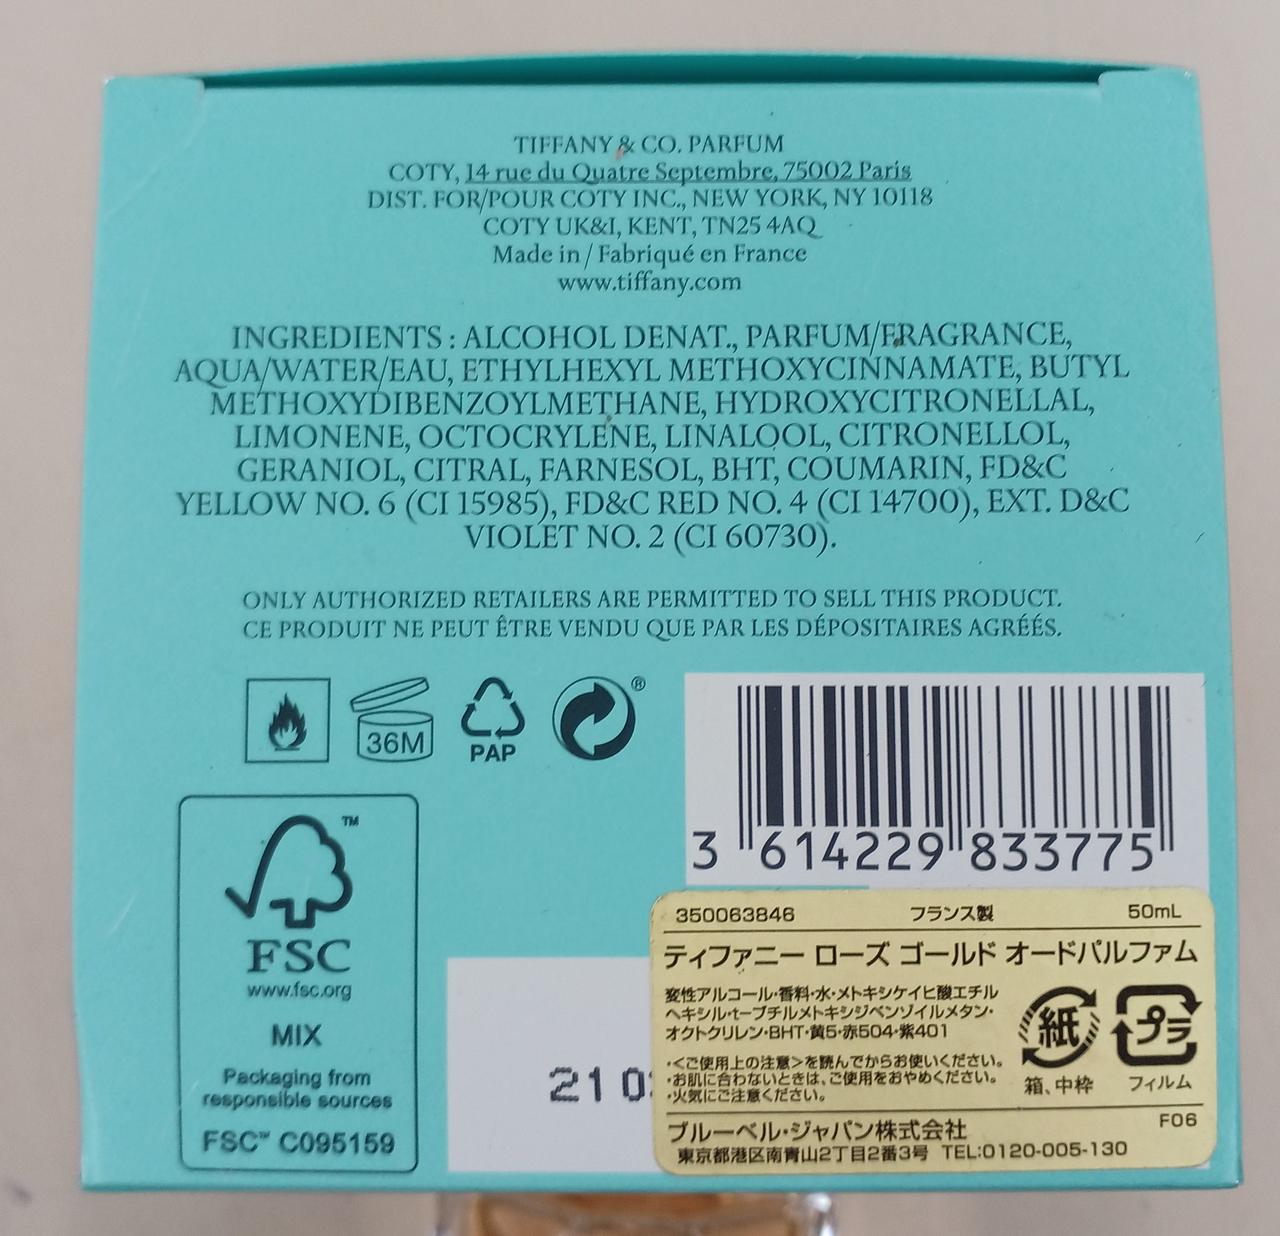 TIFFANY & CO. PARFUM
COTY, 14 rue du Quatre Septembre, 75002 Paris
DIST. FOR/POUR COTY INC., NEW YORK, NY 10118
COTY UK&I, KENT, TN25 4AQ
Made in / Fabriqué en France
www.tiffany.com
INGREDIENTS : ALCOHOL DENAT., PARFUM/FRAGRANCE,
AQUA/WATER/EAU, ETHYLHEXYL METHOXYCINNAMATE, BUTYL
METHOXYDIBENZOYLMETHANE, HYDROXYCITRONELLAL,
LIMONENE, OCTOCRYLENE, LINALOOL, CITRONELLOL,
GERANIOL, CITRAL, FARNESOL, BHT, COUMARIN, FD&C
YELLOW NO. 6 (CI 15985), FD&C RED NO. 4 (CI 14700), EXT. D&C
VIOLET NO. 2 (CI 60730).
ONLY AUTHORIZED RETAILERS ARE PERMITTED TO SELL THIS PRODUCT.
CE PRODUIT NE PEUT ÊTRE VENDU QUE PAR LES DÉPOSITAIRES AGRÉÉS.
36M
PAP
®
3 614229 833775
™
FSC
www.fsc.org
MIX
Packaging from
responsible sources
FSC™ C095159
21 0
350063846 フランス製 50mL
ティファニー ローズ ゴールド オードパルファム
変性アルコール・香料・水・メトキシケイヒ酸エチル
ヘキシル・t-ブチルメトキシジベンゾイルメタン・
オクトクリレン・BHT・黄5・赤504・紫401
・<ご使用上の注意>を読んでからお使いください。
・お肌に合わないときは、ご使用をおやめください。
・火気にご注意ください。
紙
箱、中枠
プラ
フィルム
ブルーベル・ジャパン株式会社 F06
東京都港区南青山2丁目2番3号 TEL:0120-005-130